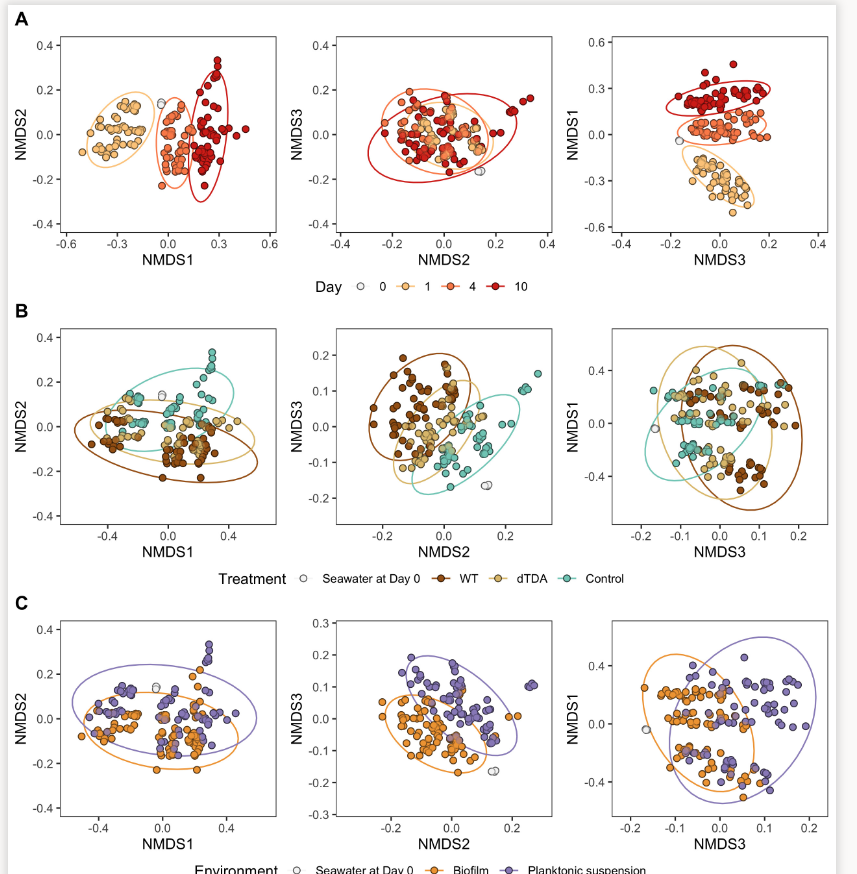 A
0.4 0.2 0.0 -0.2 -0.4
NMDS2
-0.6 -0.3 0.0 0.3 0.6
NMDS1
0.4 0.2 0.0 -0.2 -0.4
NMDS3
-0.4 -0.2 0.0 0.2 0.4
NMDS2
0.6 0.3 0.0 -0.3 -0.6
NMDS1
-0.4 -0.2 0.0 0.2 0.4
NMDS3
Day 0 1 4 10
B
0.4 0.2 0.0 -0.2 -0.4
NMDS2
-0.4 0.0 0.4
NMDS1
0.2 0.1 0.0 -0.1 -0.2
NMDS3
-0.2 0.0 0.2
NMDS2
0.4 0.0 -0.4
NMDS1
-0.2 -0.1 0.0 0.1 0.2
NMDS3
Treatment Seawater at Day 0 WT dTDA Control
C
0.4 0.2 0.0 -0.2 -0.4
NMDS2
-0.4 0.0 0.4
NMDS1
0.3 0.2 0.1 0.0 -0.1 -0.2 -0.3
NMDS3
-0.2 0.0 0.2
NMDS2
0.4 0.0 -0.4
NMDS1
-0.2 -0.1 0.0 0.1 0.2
NMDS3
Environment Seawater at Day 0 Biofilm Planktonic suspension